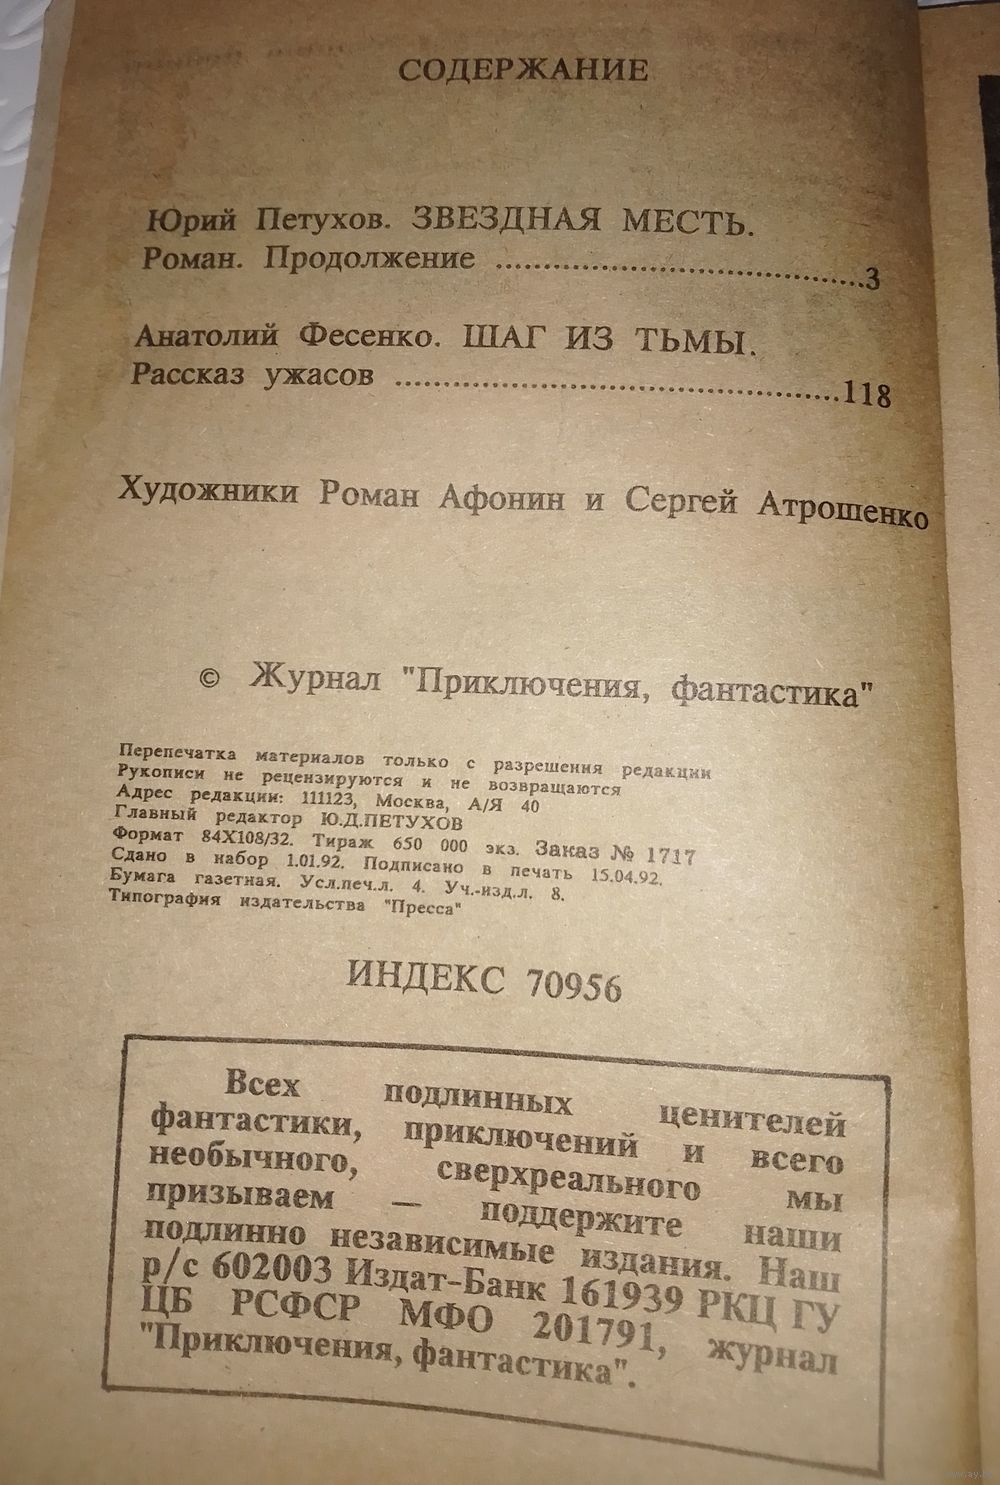 СОДЕРЖАНИЕ
Юрий Петухов. ЗВЕЗДНАЯ МЕСТЬ.
Роман. Продолжение ................................................3
Анатолий Фесенко. ШАГ ИЗ ТЬМЫ.
Рассказ ужасов ................................................118
Художники Роман Афонин и Сергей Атрошенко
© Журнал "Приключения, фантастика"
Перепечатка материалов только с разрешения редакции
Рукописи не рецензируются и не возвращаются
Адрес редакции: 111123, Москва, А/Я 40
Главный редактор Ю.Д.ПЕТУХОВ
Формат 84Х108/32. Тираж 650 000 экз. Заказ № 1717
Сдано в набор 1.01.92. Подписано в печать 15.04.92.
Бумага газетная. Усл.печ.л. 4. Уч.-изд.л. 8.
Типография издательства "Пресса"
ИНДЕКС 70956
Всех подлинных ценителей
фантастики, приключений и всего
необычного, сверхреального мы
призываем — поддержите наши
подлинно независимые издания. Наш
р/с 602003 Издат-Банк 161939 РКЦ ГУ
ЦБ РСФСР МФО 201791, журнал
"Приключения, фантастика".